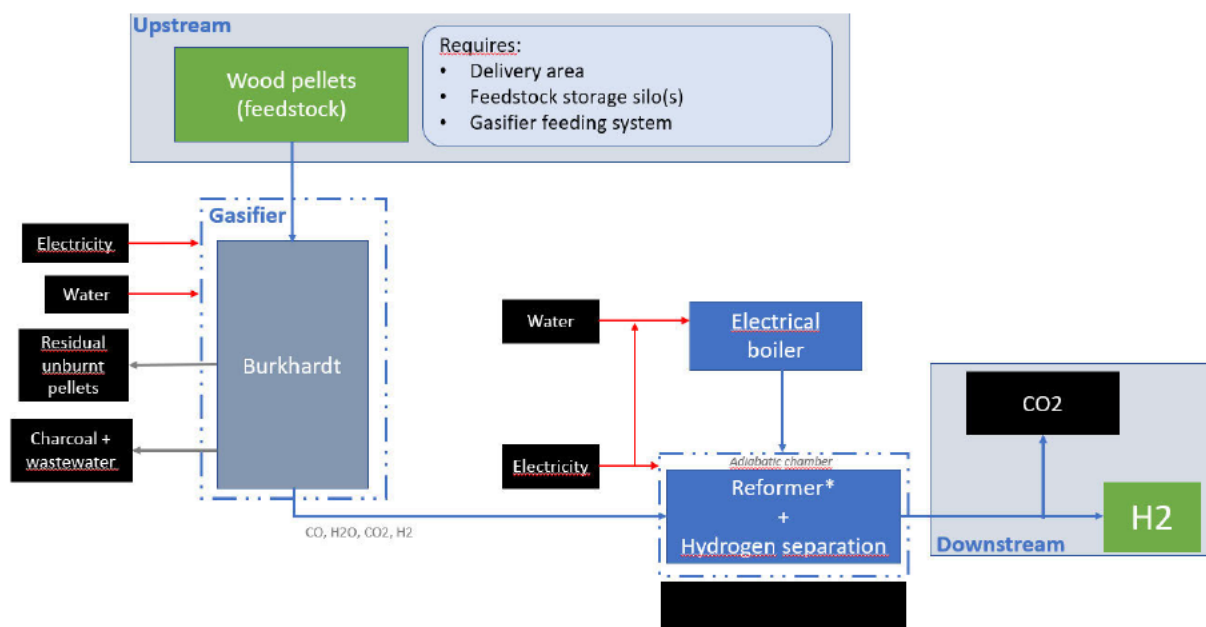 Upstream
Wood pellets
(feedstock)
Requires:
• Delivery area
• Feedstock storage silo(s)
• Gasifier feeding system
Gasifier
Electricity
Water
Residual
unburnt
pellets
Charcoal +
wastewater
Burkhardt
CO, H2O, CO2, H2
Water
Electrical
boiler
Electricity
Adiabatic chamber
Reformer*
+
Hydrogen separation
CO2
H2
Downstream